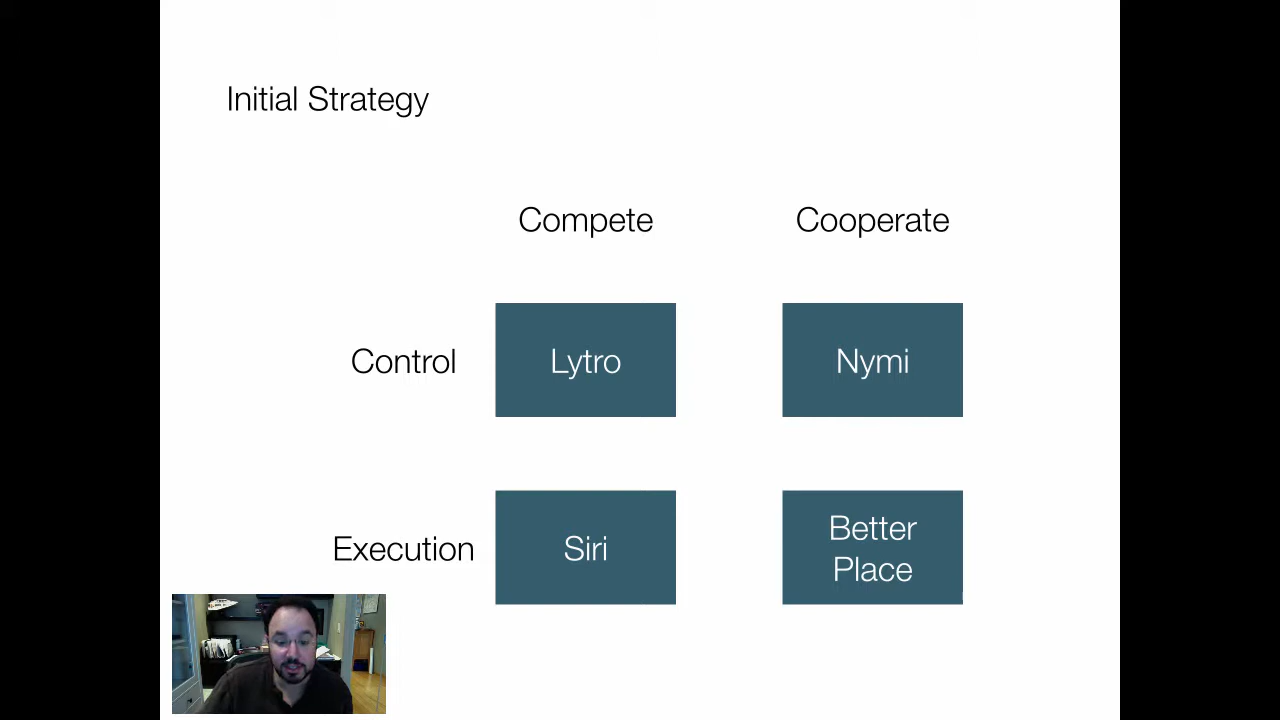 Initial Strategy
Compete Cooperate
Control Lytro Nymi
Execution Siri Better
Place